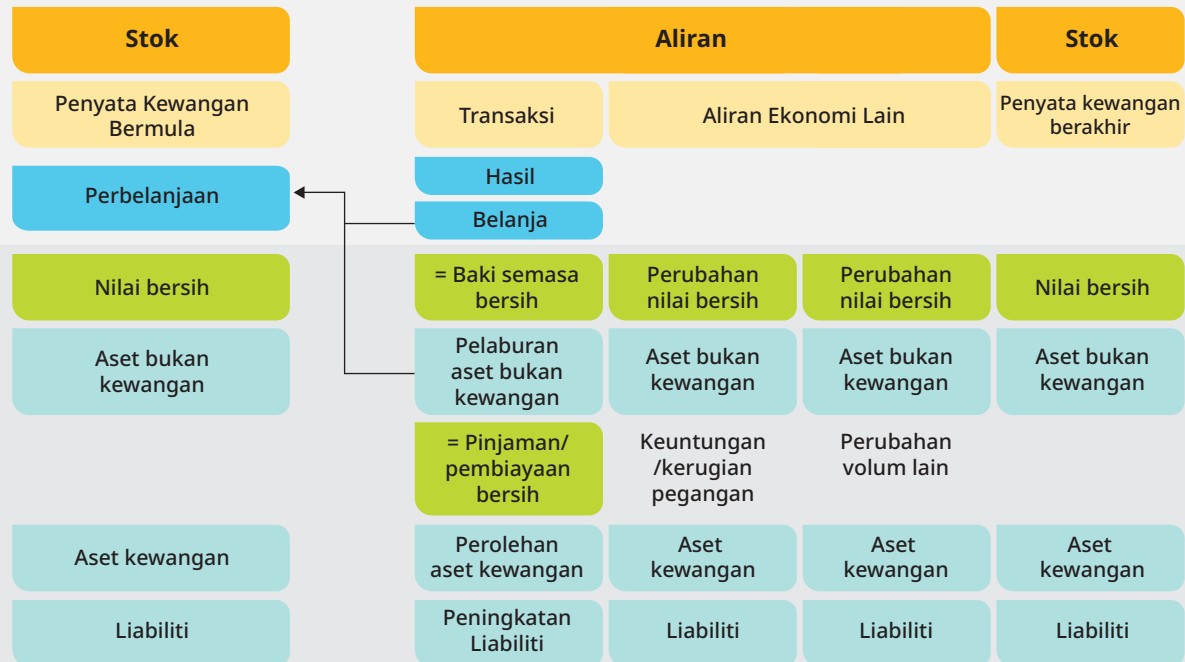 Stok
Aliran
Stok
Penyata Kewangan
Bermula
Transaksi
Aliran Ekonomi Lain
Penyata kewangan
berakhir
Perbelanjaan
Hasil
Belanja
Nilai bersih
= Baki semasa
bersih
Perubahan
nilai bersih
Perubahan
nilai bersih
Nilai bersih
Aset bukan
kewangan
Pelaburan
aset bukan
kewangan
Aset bukan
kewangan
Aset bukan
kewangan
Aset bukan
kewangan
= Pinjaman/
pembiayaan
bersih
Keuntungan
/kerugian
pegangan
Perubahan
volum lain
Aset kewangan
Perolehan
aset kewangan
Aset
kewangan
Aset
kewangan
Aset
kewangan
Liabiliti
Peningkatan
Liabiliti
Liabiliti
Liabiliti
Liabiliti